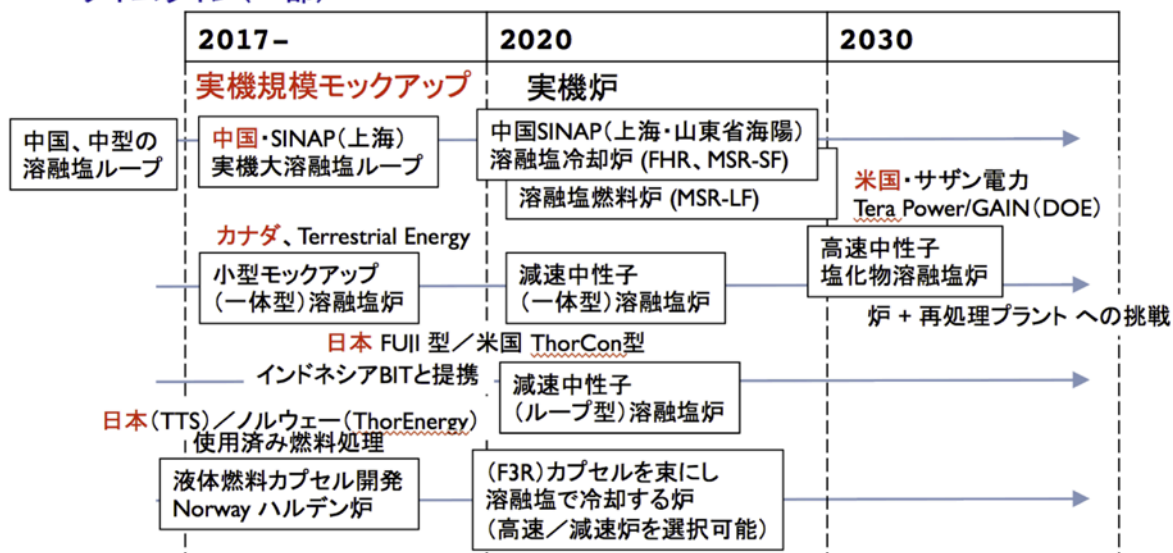 2017–
2020
2030
実機規模モックアップ
実機炉
中国、中型の
溶融塩ループ
中国・SINAP（上海）
実機大溶融塩ループ
中国SINAP（上海・山東省海陽）
溶融塩冷却炉 (FHR、MSR-SF)
溶融塩燃料炉 (MSR-LF)
米国・サザン電力
Tera Power/GAIN（DOE）
高速中性子
塩化物溶融塩炉
炉 + 再処理プラント への挑戦
カナダ、Terrestrial Energy
小型モックアップ
（一体型）溶融塩炉
減速中性子
（一体型）溶融塩炉
日本 FUJI 型／米国 ThorCon型
インドネシアBITと提携
減速中性子
（ループ型）溶融塩炉
日本（TTS）／ノルウェー（ThorEnergy）
使用済み燃料処理
液体燃料カプセル開発
Norway ハルデン炉
(F3R)カプセルを束にし
溶融塩で冷却する炉
（高速／減速炉を選択可能）